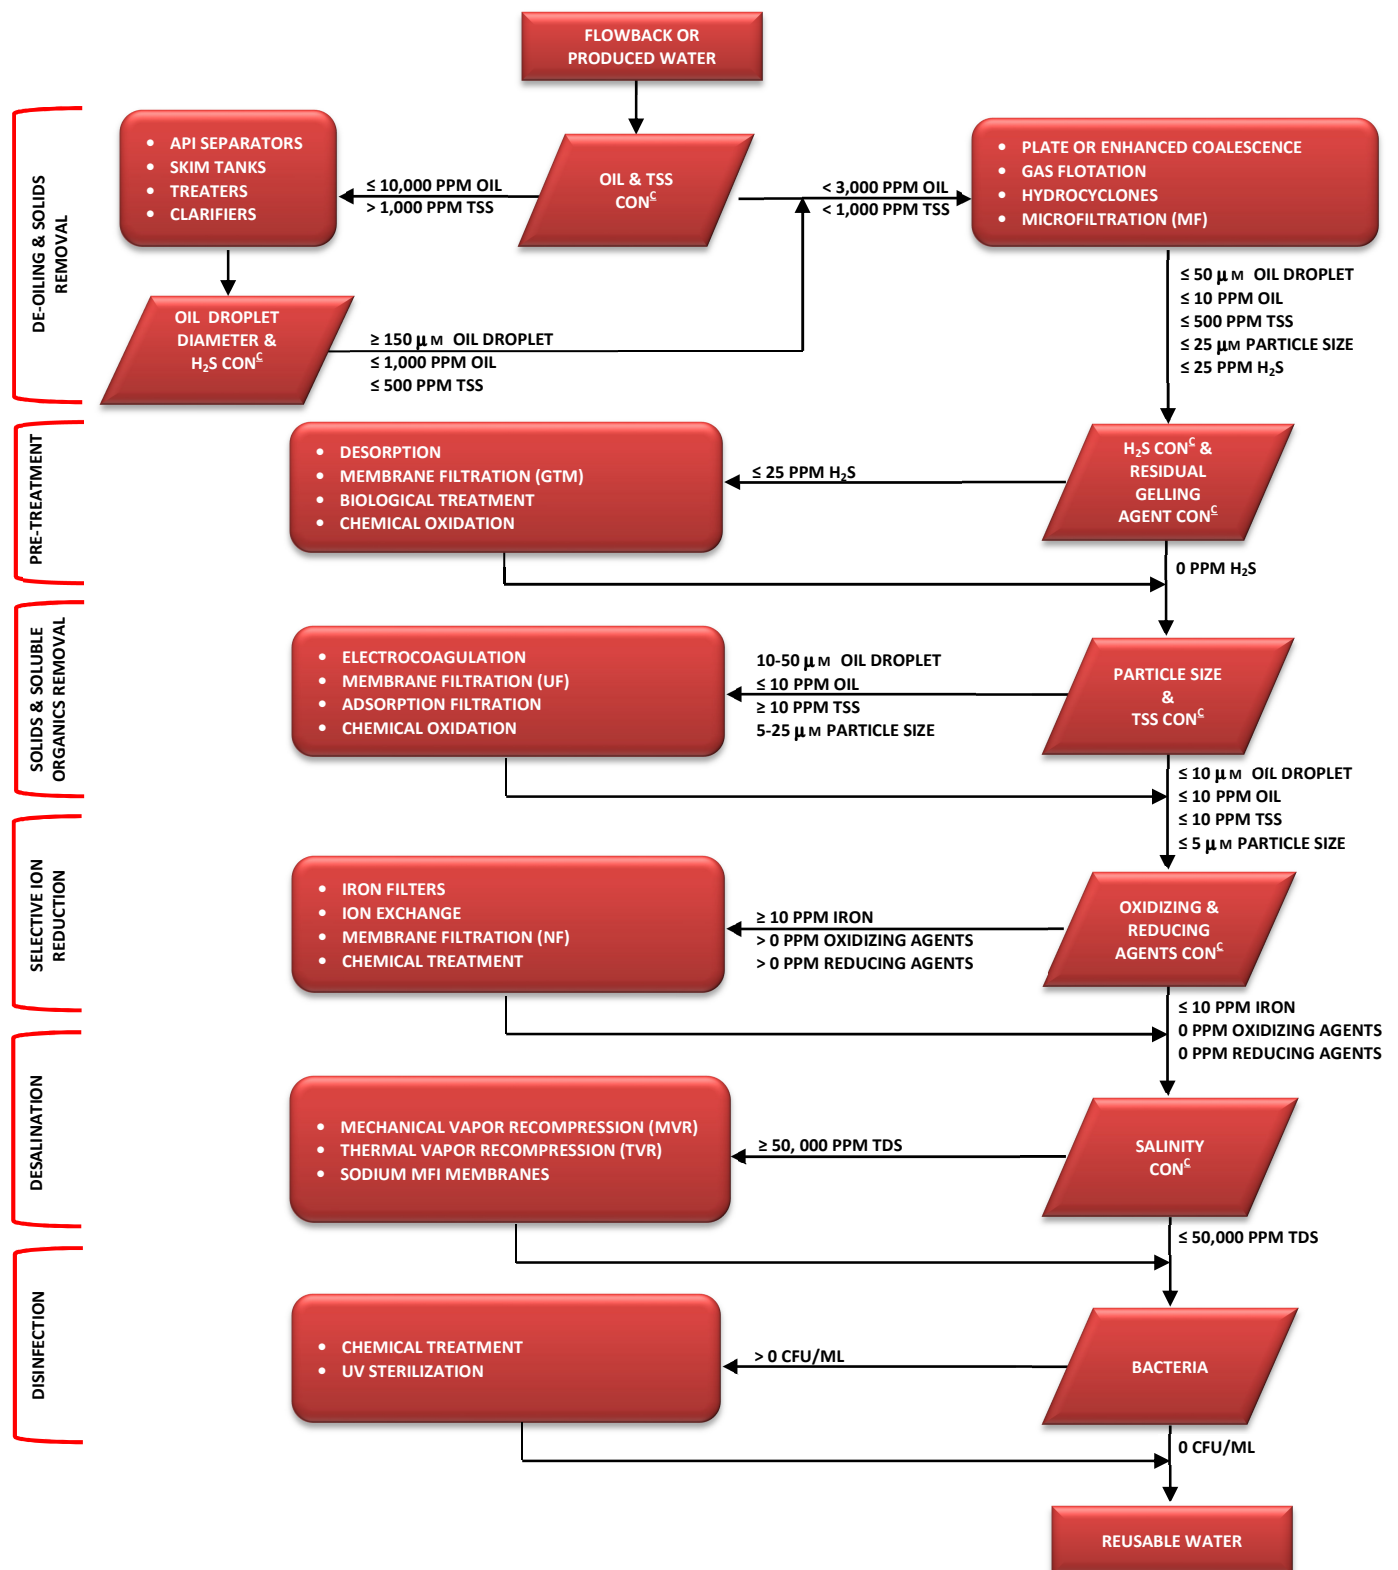 FLOWBACK OR
PRODUCED WATER
DE-OILING & SOLIDS
REMOVAL
• API SEPARATORS
• SKIM TANKS
• TREATERS
• CLARIFIERS
≤ 10,000 PPM OIL
> 1,000 PPM TSS
OIL & TSS
CONᶜ
< 3,000 PPM OIL
< 1,000 PPM TSS
• PLATE OR ENHANCED COALESCENCE
• GAS FLOTATION
• HYDROCYCLONES
• MICROFILTRATION (MF)
OIL DROPLET
DIAMETER &
H₂S CONᶜ
≥ 150 µM OIL DROPLET
≤ 1,000 PPM OIL
≤ 500 PPM TSS
≤ 50 µM OIL DROPLET
≤ 10 PPM OIL
≤ 500 PPM TSS
≤ 25 µM PARTICLE SIZE
≤ 25 PPM H₂S
PRE-TREATMENT
• DESORPTION
• MEMBRANE FILTRATION (GTM)
• BIOLOGICAL TREATMENT
• CHEMICAL OXIDATION
≤ 25 PPM H₂S
H₂S CONᶜ &
RESIDUAL
GELLING
AGENT CONᶜ
0 PPM H₂S
SOLIDS & SOLUBLE
ORGANICS REMOVAL
• ELECTROCOAGULATION
• MEMBRANE FILTRATION (UF)
• ADSORPTION FILTRATION
• CHEMICAL OXIDATION
10-50 µM OIL DROPLET
≤ 10 PPM OIL
≥ 10 PPM TSS
5-25 µM PARTICLE SIZE
PARTICLE SIZE
&
TSS CONᶜ
≤ 10 µM OIL DROPLET
≤ 10 PPM OIL
≤ 10 PPM TSS
≤ 5 µM PARTICLE SIZE
SELECTIVE ION
REDUCTION
• IRON FILTERS
• ION EXCHANGE
• MEMBRANE FILTRATION (NF)
• CHEMICAL TREATMENT
≥ 10 PPM IRON
> 0 PPM OXIDIZING AGENTS
> 0 PPM REDUCING AGENTS
OXIDIZING &
REDUCING
AGENTS CONᶜ
≤ 10 PPM IRON
0 PPM OXIDIZING AGENTS
0 PPM REDUCING AGENTS
DESALINATION
• MECHANICAL VAPOR RECOMPRESSION (MVR)
• THERMAL VAPOR RECOMPRESSION (TVR)
• SODIUM MFI MEMBRANES
≥ 50, 000 PPM TDS
SALINITY
CONᶜ
≤ 50,000 PPM TDS
DISINFECTION
• CHEMICAL TREATMENT
• UV STERILIZATION
> 0 CFU/ML
BACTERIA
0 CFU/ML
REUSABLE WATER